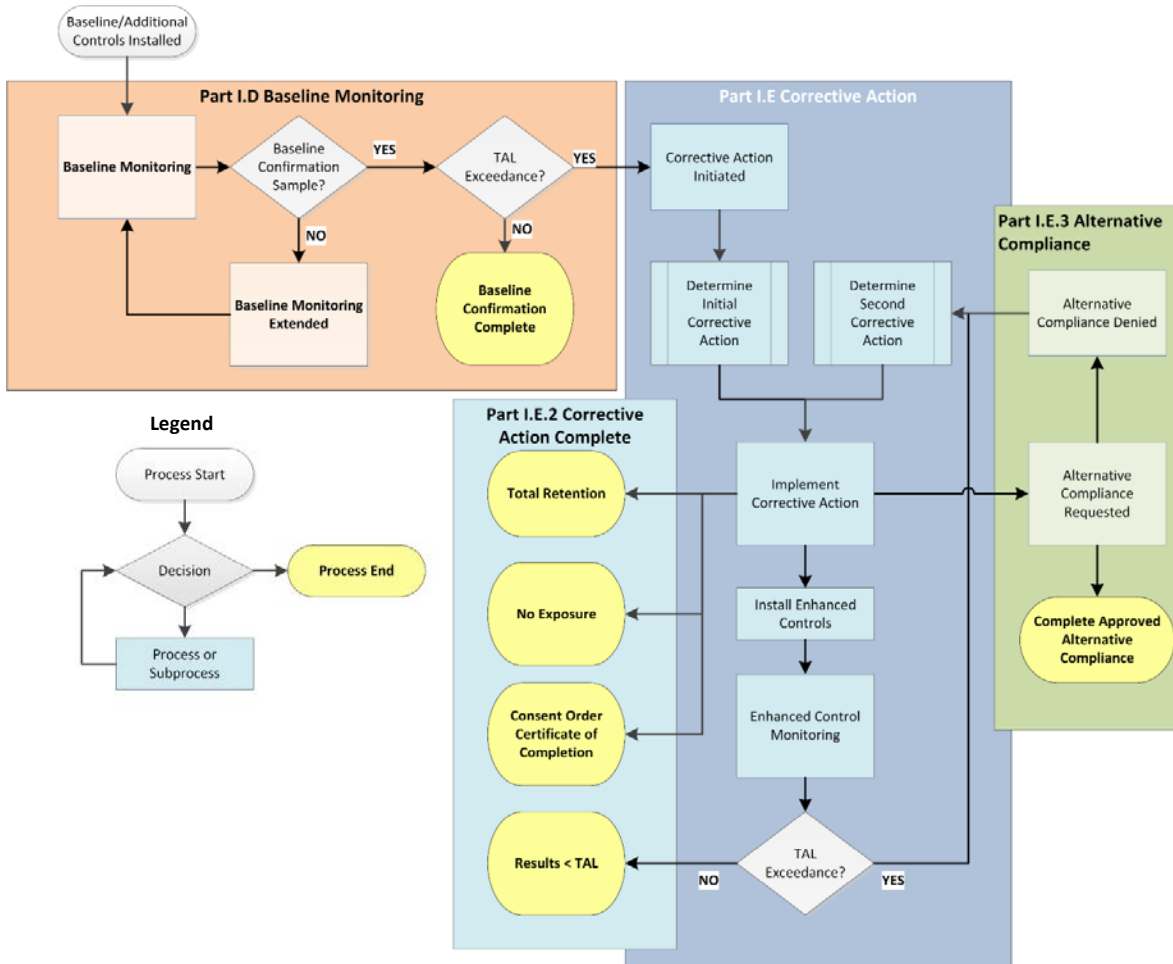 Baseline/Additional
Controls Installed
Part I.D Baseline Monitoring
Baseline Monitoring
Baseline
Confirmation
Sample?
YES
TAL
Exceedance?
YES
NO
NO
Baseline Monitoring
Extended
Baseline
Confirmation
Complete
Part I.E Corrective Action
Corrective Action
Initiated
Determine
Initial
Corrective
Action
Determine
Second
Corrective
Action
Part I.E.3 Alternative
Compliance
Alternative
Compliance Denied
Alternative
Compliance
Requested
Complete Approved
Alternative
Compliance
Implement
Corrective Action
Install Enhanced
Controls
Enhanced Control
Monitoring
TAL
Exceedance?
NO
YES
Part I.E.2 Corrective
Action Complete
Total Retention
No Exposure
Consent Order
Certificate of
Completion
Results < TAL
Legend
Process Start
Decision
Process End
Process or
Subprocess